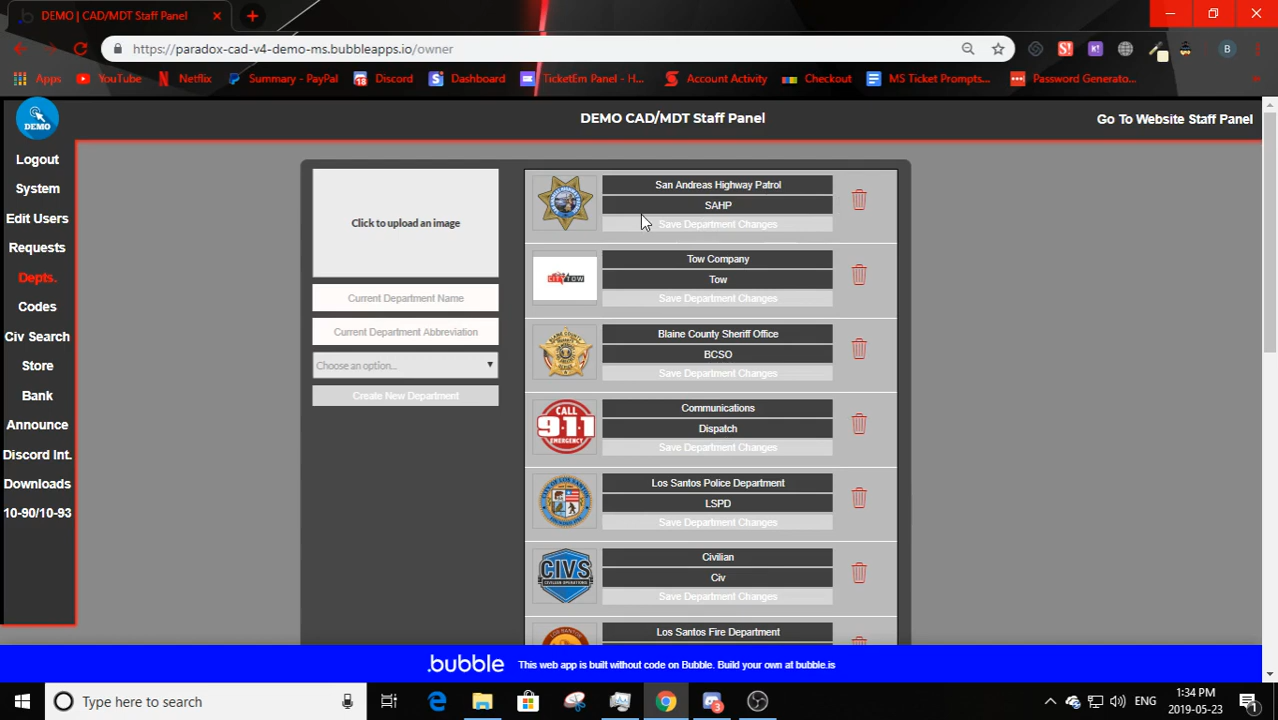 DEMO | CAD/MDT Staff Panel
https://paradox-cad-v4-demo-ms.bubbleapps.io/owner
B
Apps YouTube Netflix Summary - PayPal Discord Dashboard TicketEm Panel - H... Account Activity Checkout MS Ticket Prompts... Password Generato...
DEMO
DEMO CAD/MDT Staff Panel
Go To Website Staff Panel
Logout
System
Edit Users
Requests
Depts.
Codes
Civ Search
Store
Bank
Announce
Discord Int.
Downloads
10-90/10-93
Click to upload an image
Current Department Name
Current Department Abbreviation
Choose an option...
Create New Department
San Andreas Highway Patrol
SAHP
Save Department Changes
CITY TOW
Tow Company
Tow
Save Department Changes
Blaine County Sheriff Office
BCSO
Save Department Changes
CALL
911
EMERGENCY
Communications
Dispatch
Save Department Changes
Los Santos Police Department
LSPD
Save Department Changes
CIVS
Civilian
Civ
Save Department Changes
LOS SANTOS
Los Santos Fire Department
.bubble
This web app is built without code on Bubble. Build your own at bubble.is
Type here to search
3
ENG
1:34 PM
2019-05-23
1